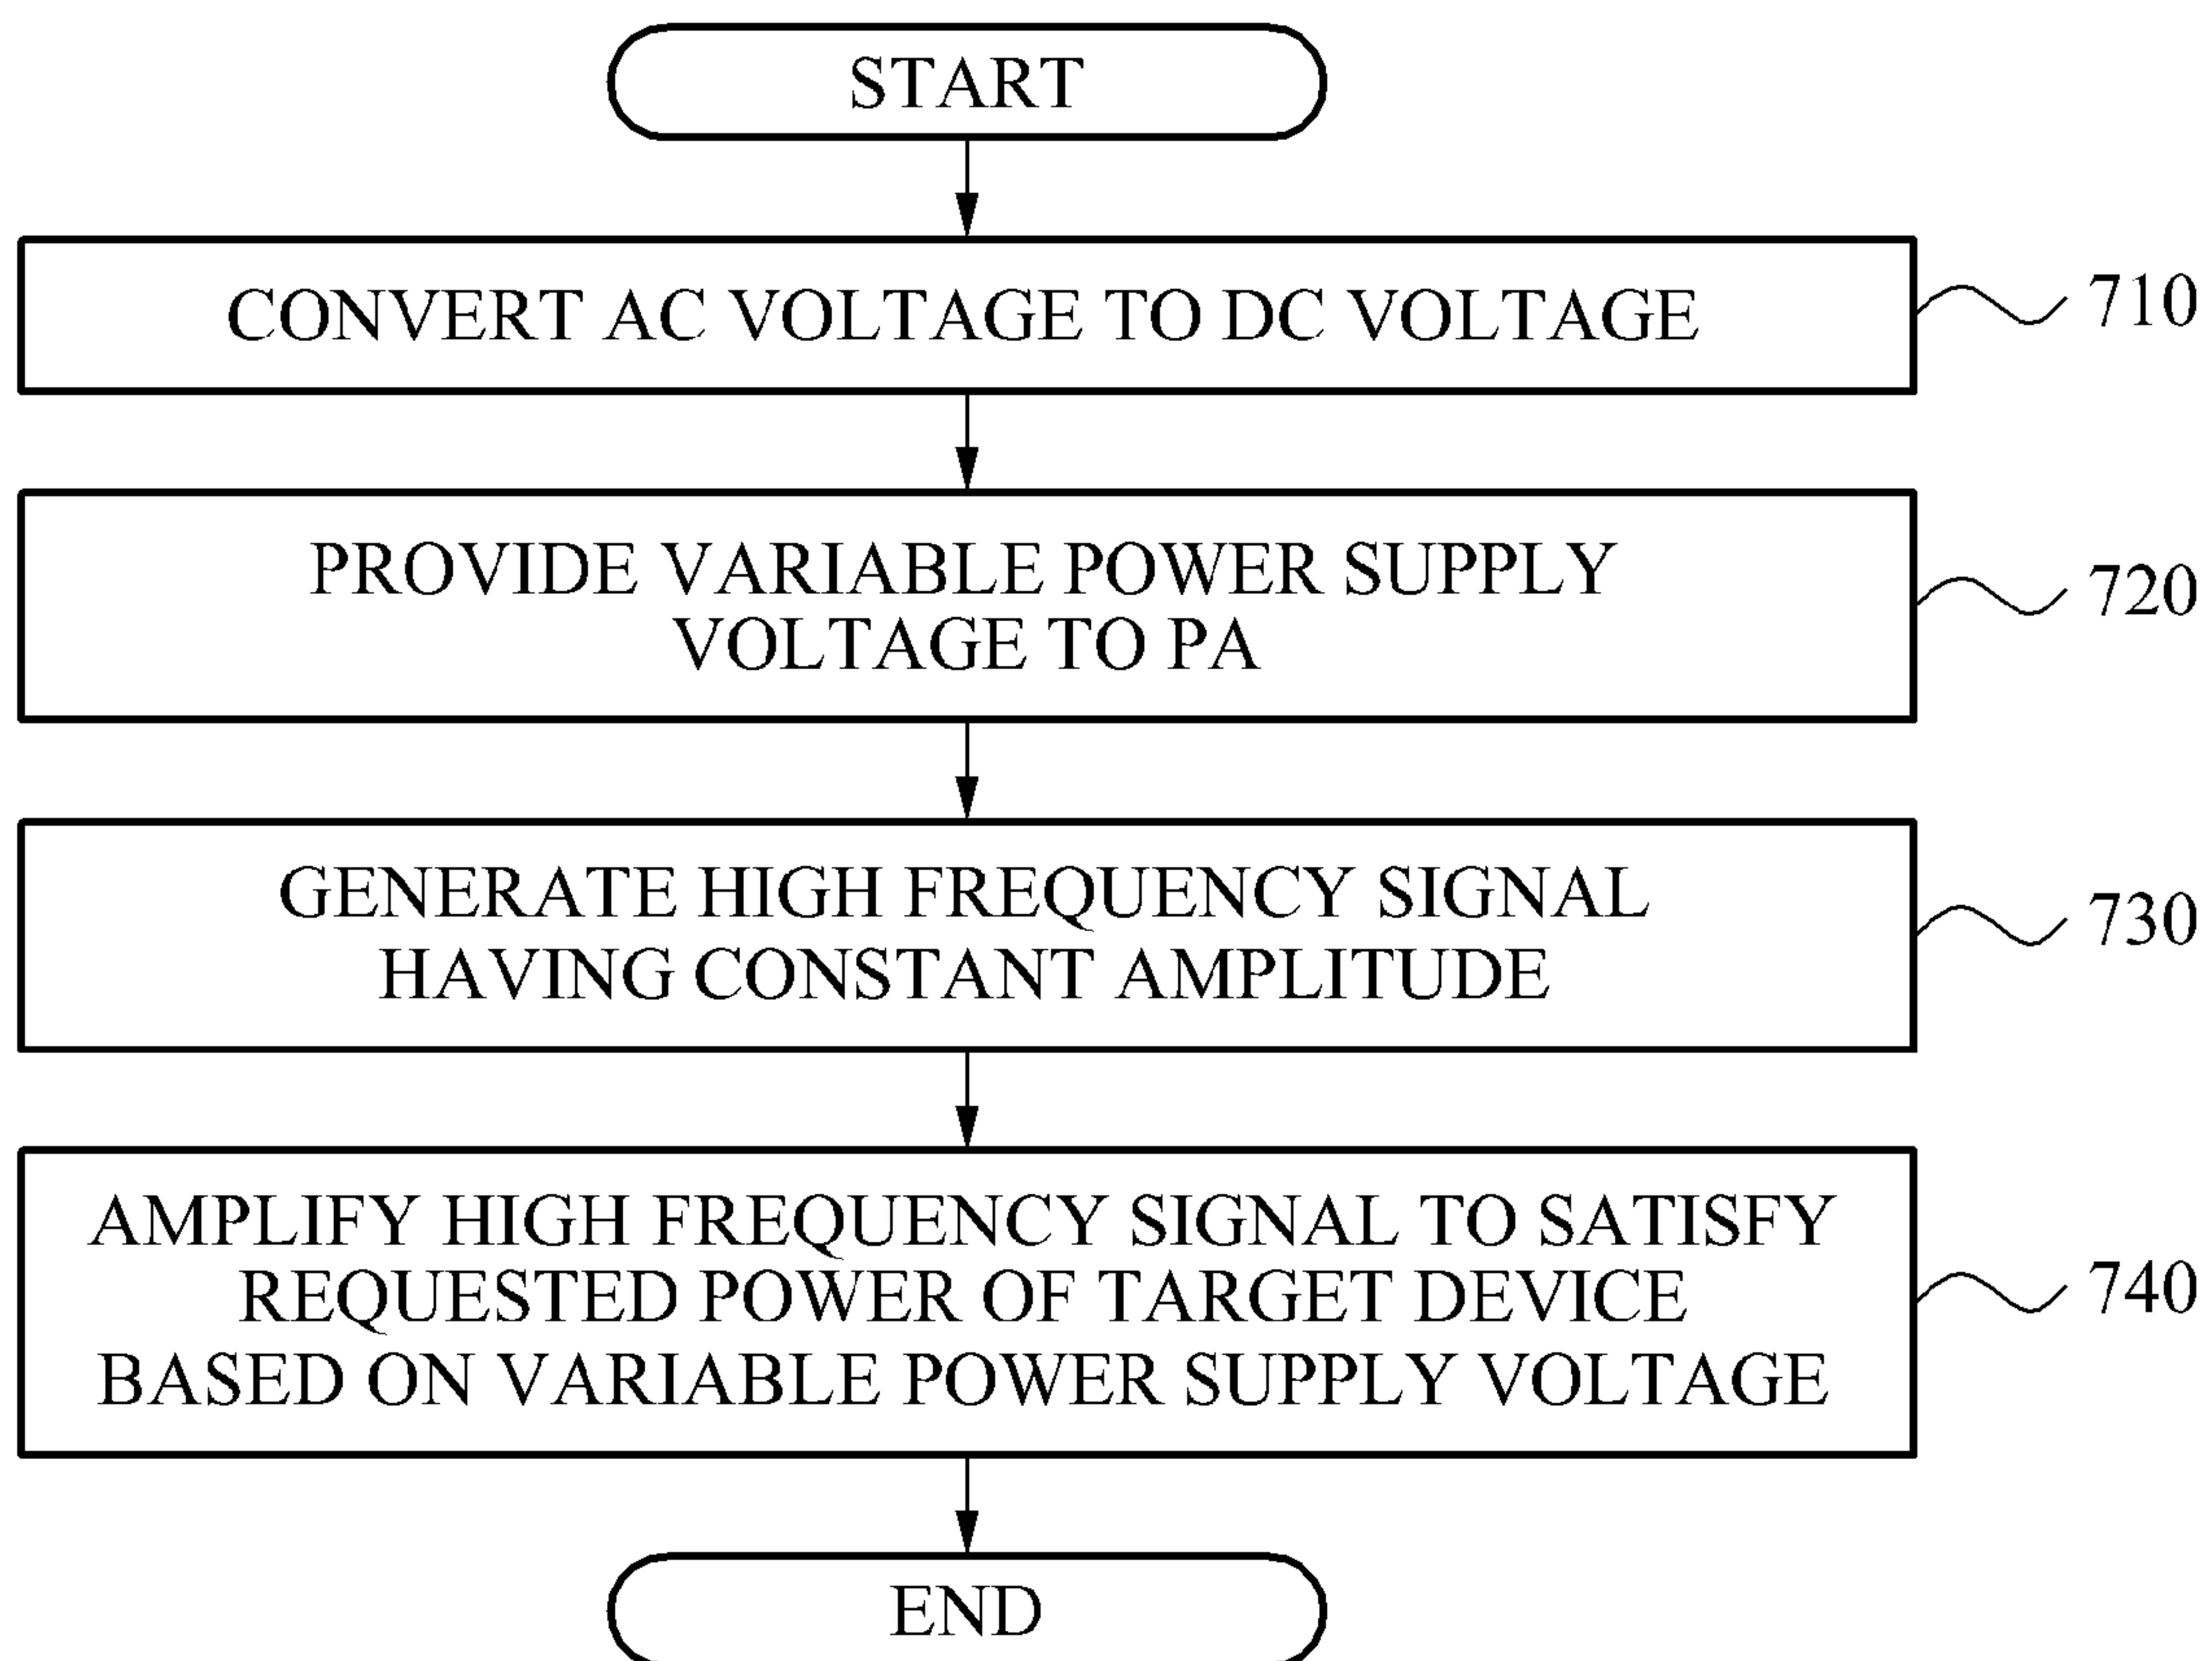 START
CONVERT AC VOLTAGE TO DC VOLTAGE
710
PROVIDE VARIABLE POWER SUPPLY
VOLTAGE TO PA
720
GENERATE HIGH FREQUENCY SIGNAL
HAVING CONSTANT AMPLITUDE
730
AMPLIFY HIGH FREQUENCY SIGNAL TO SATISFY
REQUESTED POWER OF TARGET DEVICE
BASED ON VARIABLE POWER SUPPLY VOLTAGE
740
END